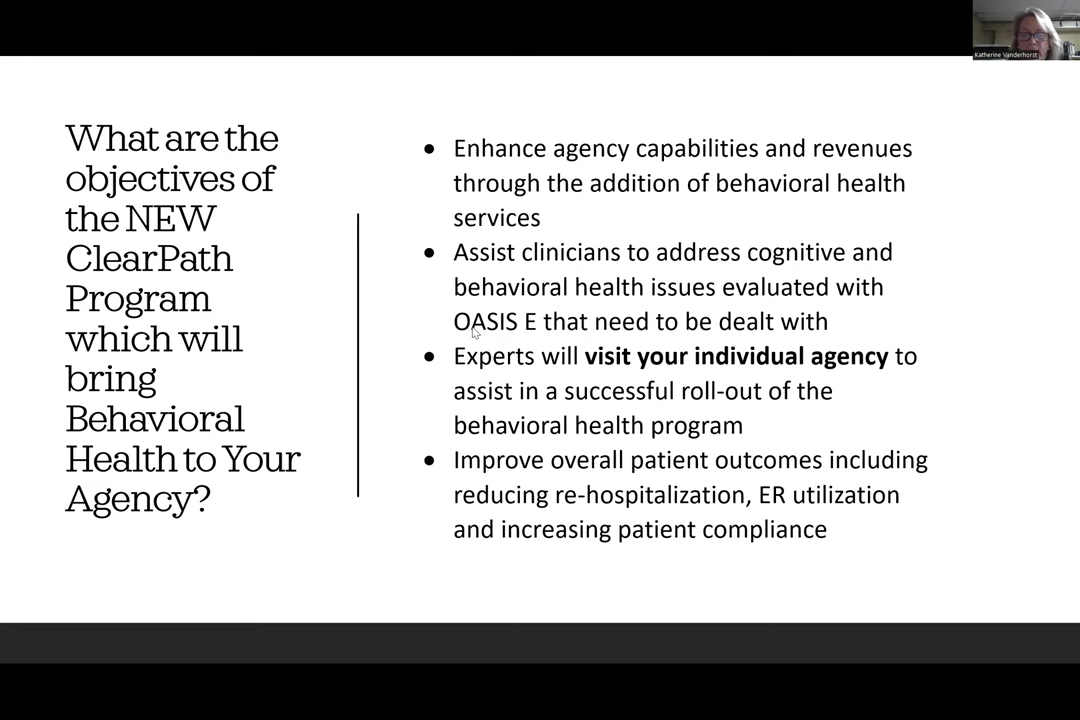 Katherine Vanderhorst
What are the
objectives of
the NEW
ClearPath
Program
which will
bring
Behavioral
Health to Your
Agency?
• Enhance agency capabilities and revenues
through the addition of behavioral health
services
• Assist clinicians to address cognitive and
behavioral health issues evaluated with
OASIS E that need to be dealt with
• Experts will visit your individual agency to
assist in a successful roll-out of the
behavioral health program
• Improve overall patient outcomes including
reducing re-hospitalization, ER utilization
and increasing patient compliance